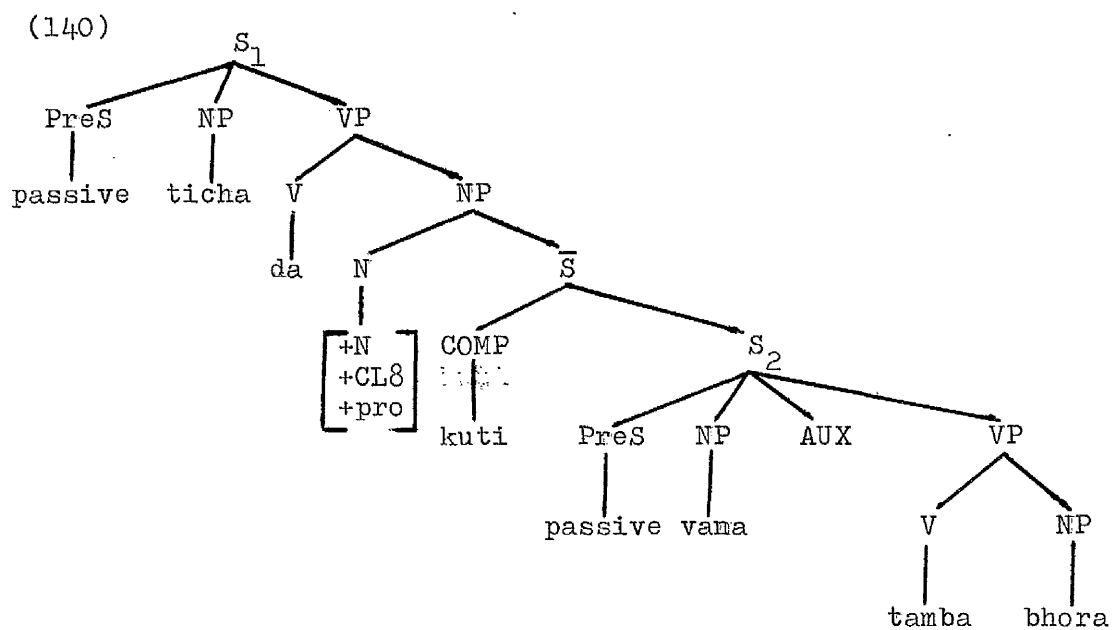 (140)
S1
PreS NP VP
passive ticha V NP
da N S̄
+N COMP S2
+CL8
+pro kuti PreS NP AUX VP
passive vana V NP
tamba bhora